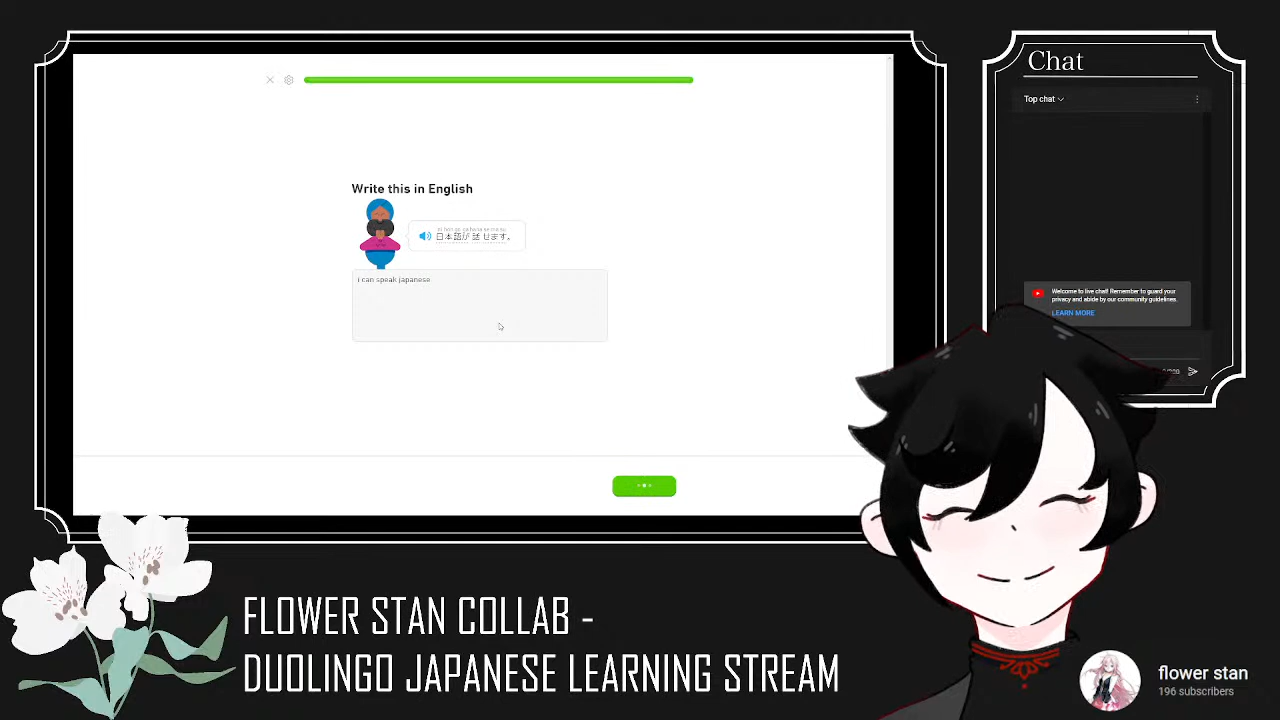 Chat
Top chat
Write this in English
日本語が 話 せます。
i can speak japanese
Welcome to live chat! Remember to guard your
privacy and abide by our community guidelines.
LEARN MORE
FLOWER STAN COLLAB -
DUOLINGO JAPANESE LEARNING STREAM
flower stan
196 subscribers